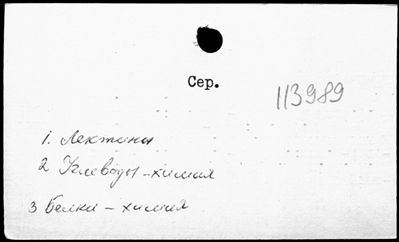 Сер.
113989
1. Лектины
2 Углеводы - химия
3 Белки - химия